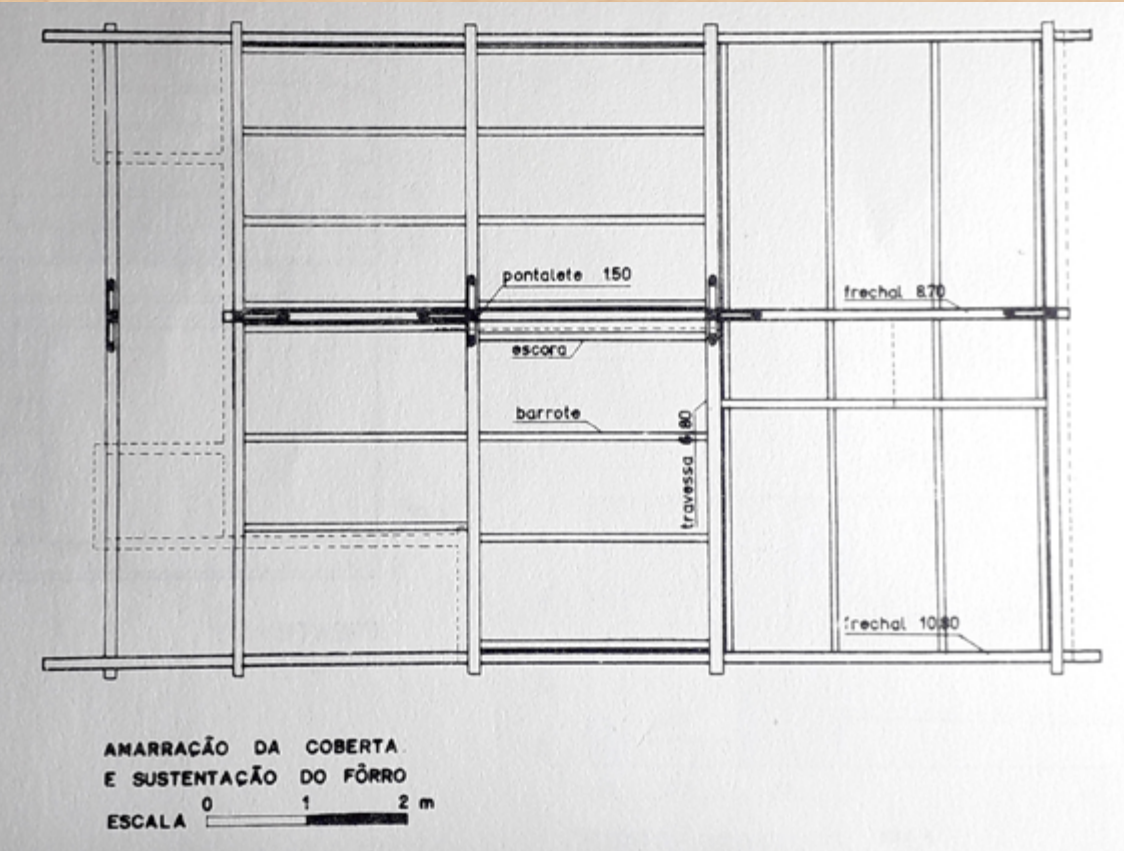 pontalete 1.50
frechal 8.70
escora
barrote
travessa 6.80
frechal 10.80
AMARRAÇÃO DA COBERTA
E SUSTENTAÇÃO DO FÔRRO
0 1 2 m
ESCALA